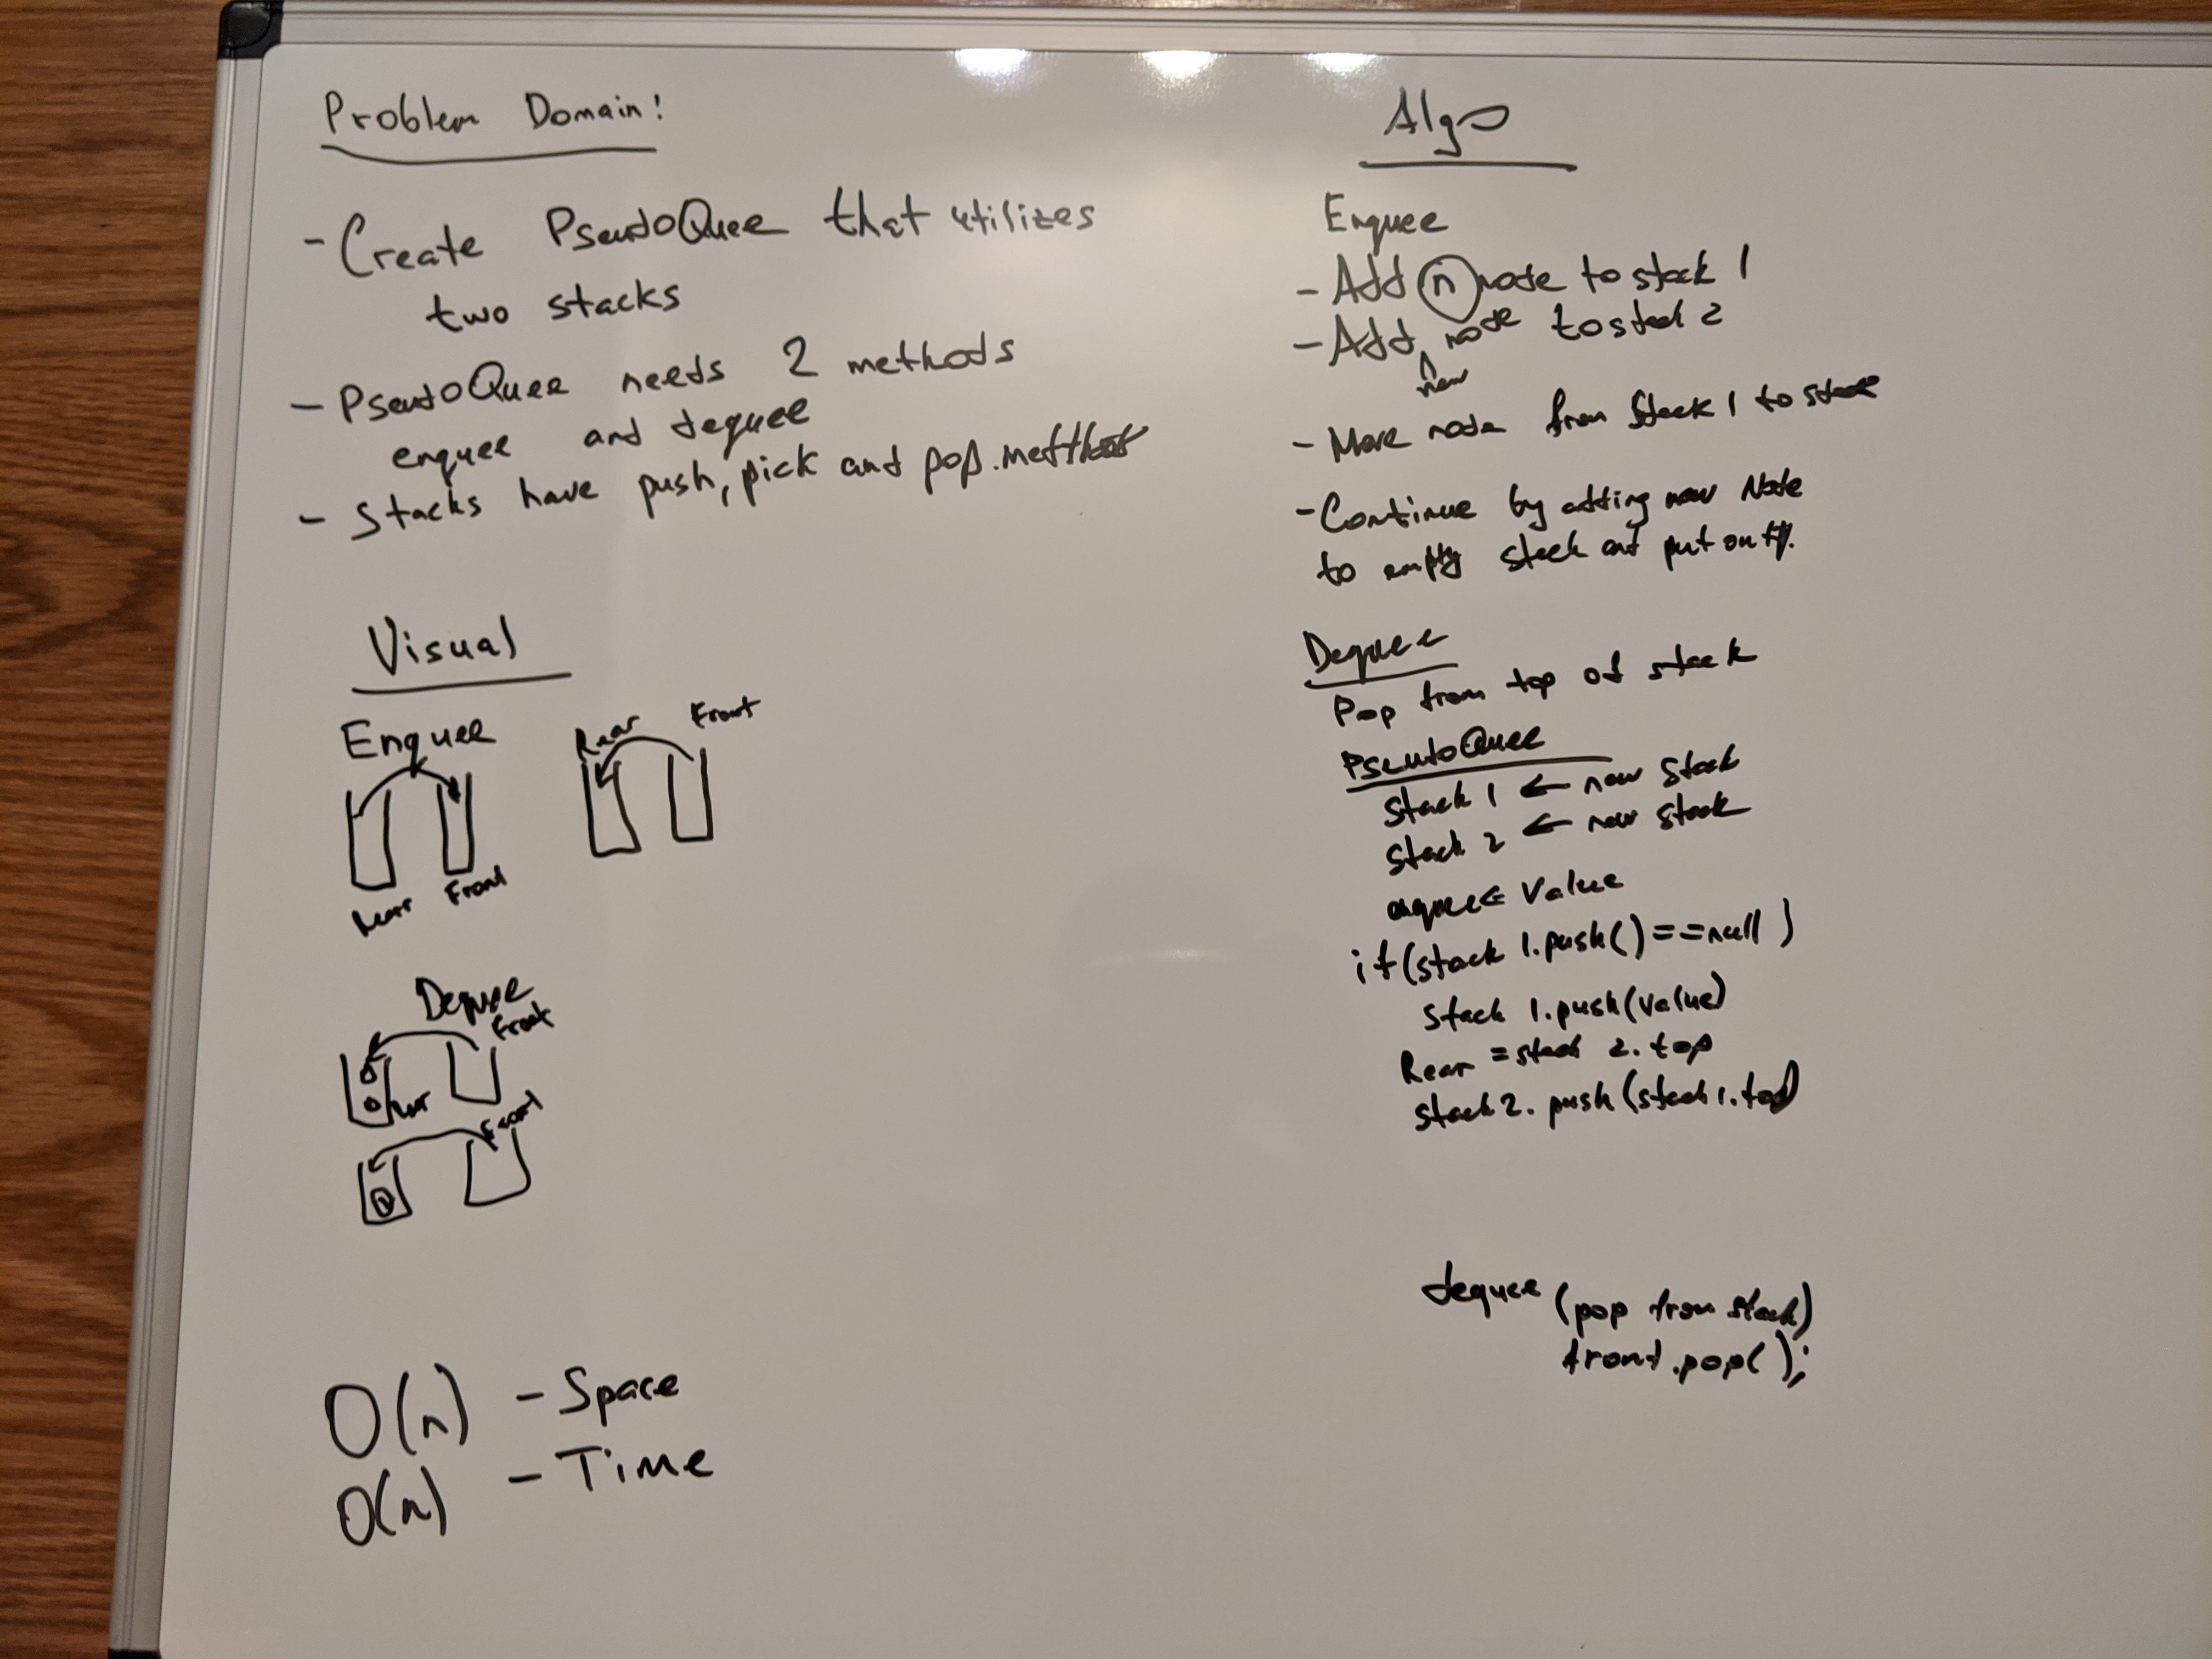 Problem Domain!
- Create PseudoQuee that utilizes
two stacks
- PseutoQuee needs 2 methods
enquee and dequee
- Stacks have push, pick and pop.
Visual
Enquee
Rear Front
Rear Front
Dequee
Front
Front
O(n) - Space
O(n) - Time
Algo
Enquee
- Add n node to stack 1
- Add new node to stack 2
- Move node from Stack 1 to stack
- Continue by adding new Node
to empty stack and put on
Dequee
Pop from top of stack
PseutoQuee
Stack 1 ← new Stack
Stack 2 ← new stack
enquee ← Value
if(stack 1.push()==null)
Stack 1.push(value)
Rear = stack 2.top
Stack 2. push (stack 1.top)
dequee (pop from stack)
front.pop();